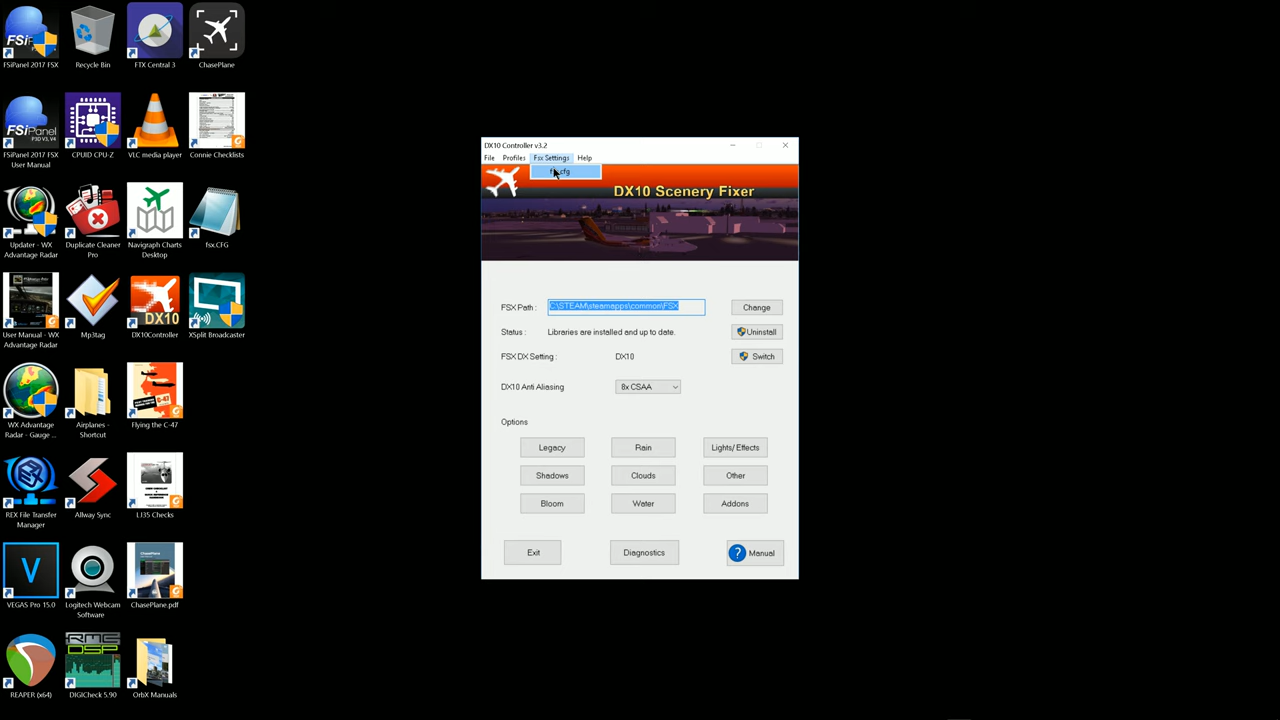 FSiPanel 2017 FSX
Recycle Bin
FTX Central 3
ChasePlane
FSiPanel 2017 FSX
User Manual
CPUID CPU-Z
VLC media player
Connie Checklists
Updater - WX
Advantage Radar
Duplicate Cleaner
Pro
Navigraph Charts
Desktop
fsx.CFG
User Manual - WX
Advantage Radar
Mp3tag
DX10
DX10Controller
XSplit Broadcaster
WX Advantage
Radar - Gauge ...
Airplanes -
Shortcut
Flying the C-47
REX File Transfer
Manager
Allway Sync
LJ35 Checks
VEGAS Pro 15.0
Logitech Webcam
Software
ChasePlane.pdf
REAPER (x64)
DIGICheck 5.90
OrbX Manuals
DX10 Controller v3.2
File Profiles Fsx Settings Help
DX10 Scenery Fixer
FSX Path : C:\STEAM\steamapps\common\FSX Change
Status : Libraries are installed and up to date. Uninstall
FSX DX Setting : DX10 Switch
DX10 Anti Aliasing 8x CSAA
Options
Legacy Rain Lights/Effects
Shadows Clouds Other
Bloom Water Addons
Exit Diagnostics ? Manual